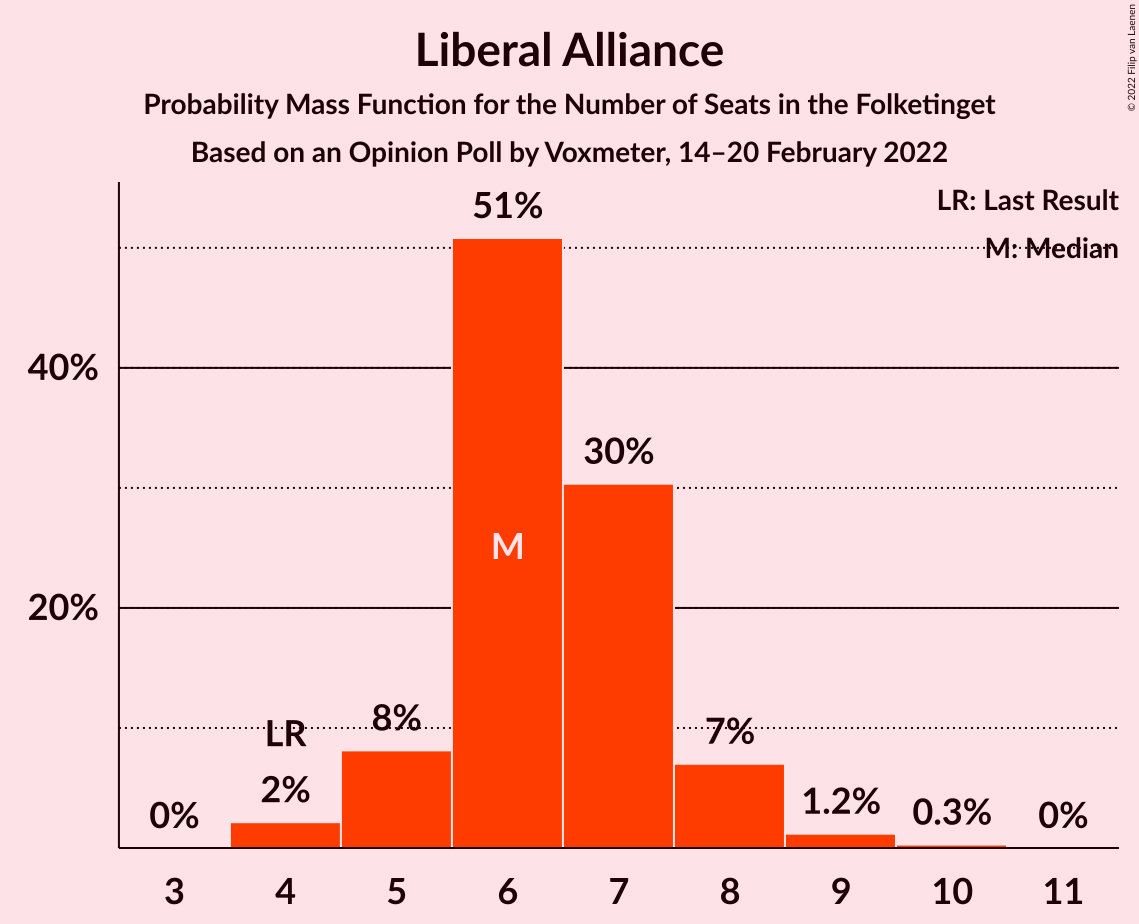 Liberal Alliance
Probability Mass Function for the Number of Seats in the Folketinget
Based on an Opinion Poll by Voxmeter, 14–20 February 2022
© 2022 Filip van Laenen
LR: Last Result
M: Median
51%
40%
30%
M
20%
LR
8%
7%
2%
1.2%
0.3%
0%
0%
3 4 5 6 7 8 9 10 11